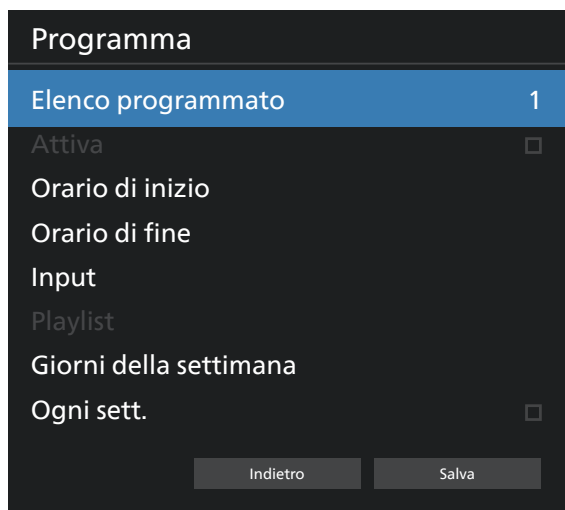 Programma
Elenco programmato 1
Attiva
Orario di inizio
Orario di fine
Input
Playlist
Giorni della settimana
Ogni sett.
Indietro Salva